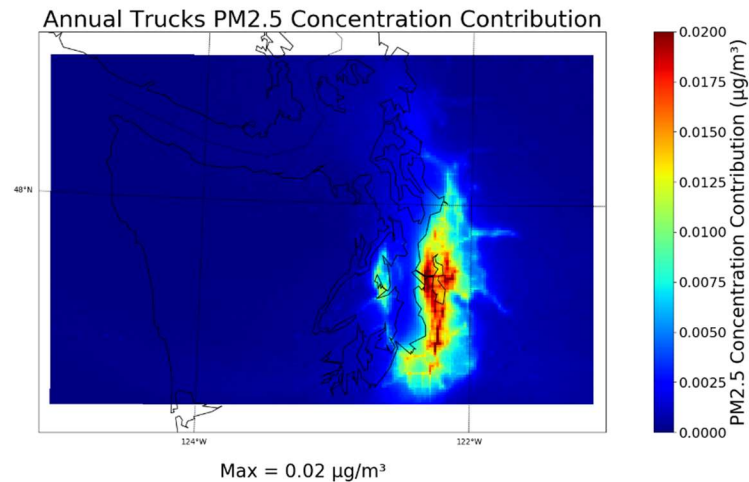 Annual Trucks PM2.5 Concentration Contribution
48°N
124°W
122°W
Max = 0.02 µg/m³
0.0200
0.0175
0.0150
0.0125
0.0100
0.0075
0.0050
0.0025
0.0000
PM2.5 Concentration Contribution (µg/m³)